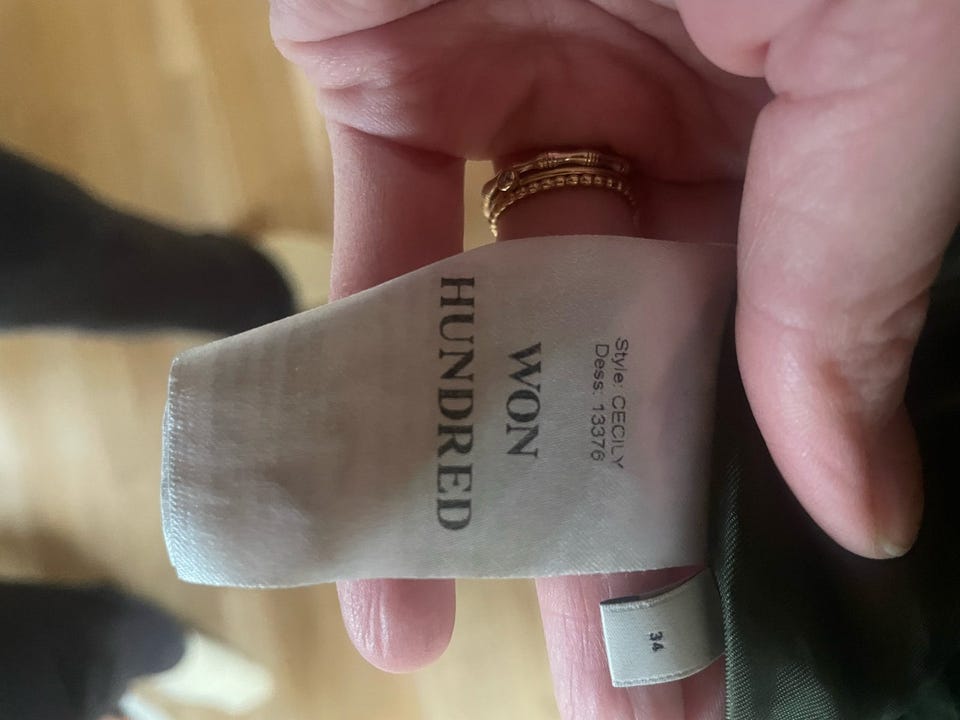 Style: CECILY
Dess: 13376
WON
HUNDRED
34